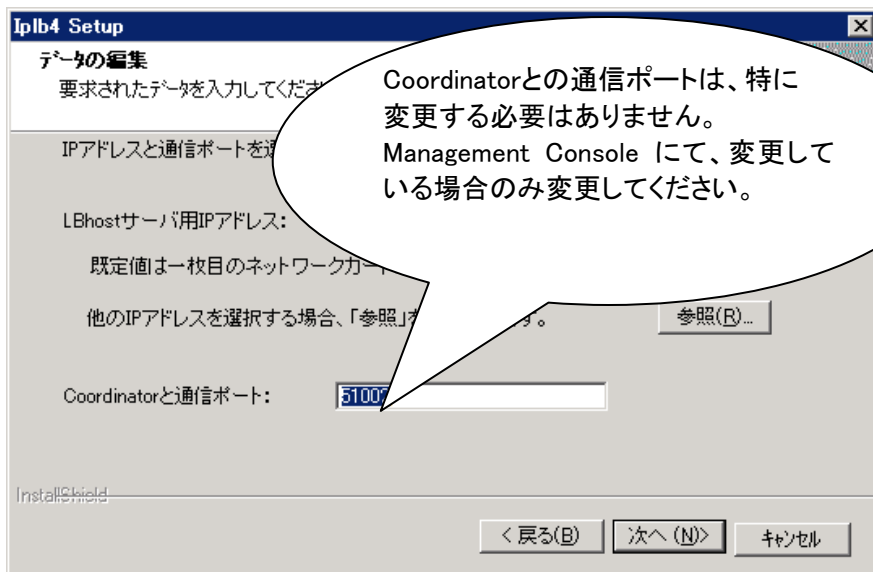 Iplb4 Setup
データの編集
要求されたデータを入力してくださ
Coordinatorとの通信ポートは、特に
変更する必要はありません。
Management Console にて、変更して
いる場合のみ変更してください。
IPアドレスと通信ポートを
LBhostサーバ用IPアドレス:
既定値は一枚目のネットワークカード
他のIPアドレスを選択する場合、「参照」を
す。
参照(R)...
Coordinatorと通信ポート:
5100
InstallShield
< 戻る(B)
次へ (N)>
キャンセル